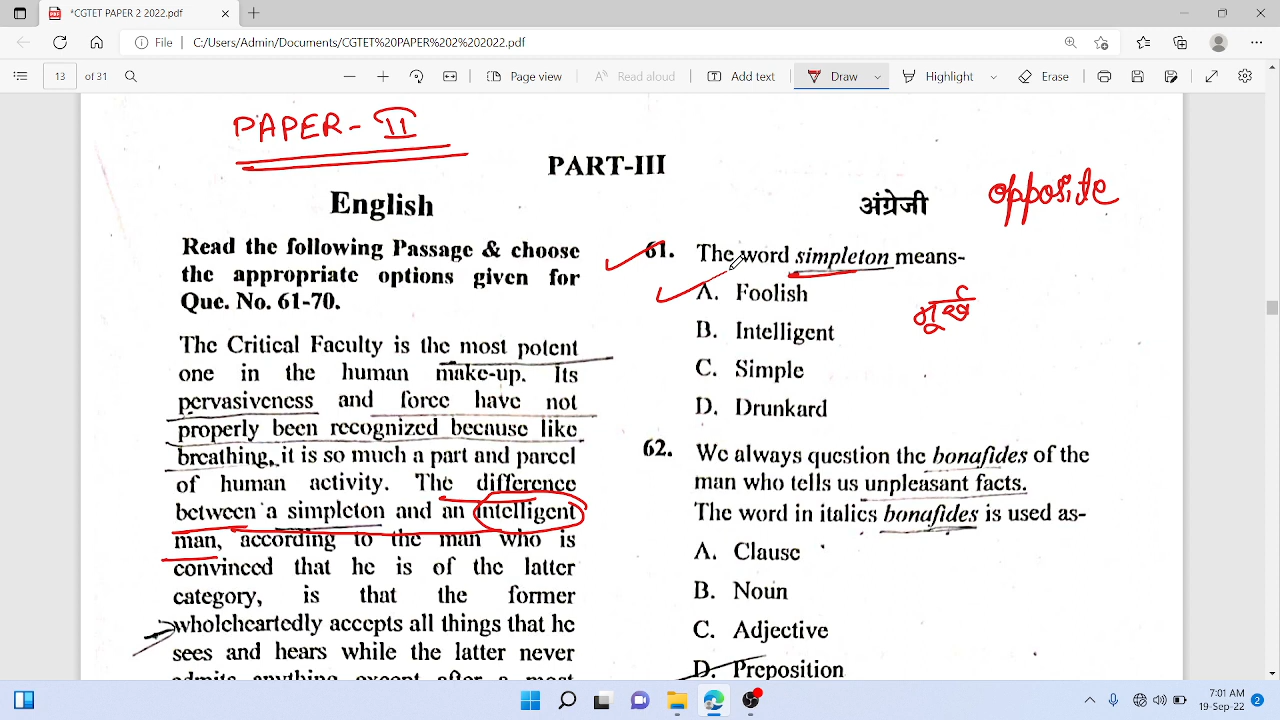 *CGTET PAPER 2 2022.pdf
File
C:/Users/Admin/Documents/CGTET%20PAPER%202%202022.pdf
13 of 31
Page view
Read aloud
Add text
Draw
Highlight
Erase
PAPER- II
PART-III
English
Read the following Passage & choose
the appropriate options given for
Que. No. 61-70.
The Critical Faculty is the most potent
one in the human make-up. Its
pervasiveness and force have not
properly been recognized because like
breathing, it is so much a part and parcel
of human activity. The difference
between a simpleton and an intelligent
man, according to the man who is
convinced that he is of the latter
category, is that the former
wholeheartedly accepts all things that he
sees and hears while the latter never
admits anything except after a most
अंग्रेजी
opposite
61. The word simpleton means-
A. Foolish
मूर्ख
B. Intelligent
C. Simple
D. Drunkard
62. We always question the bonafides of the
man who tells us unpleasant facts.
The word in italics bonafides is used as-
A. Clause
B. Noun
C. Adjective
D. Preposition
7:01 AM
19-Sep-22
2